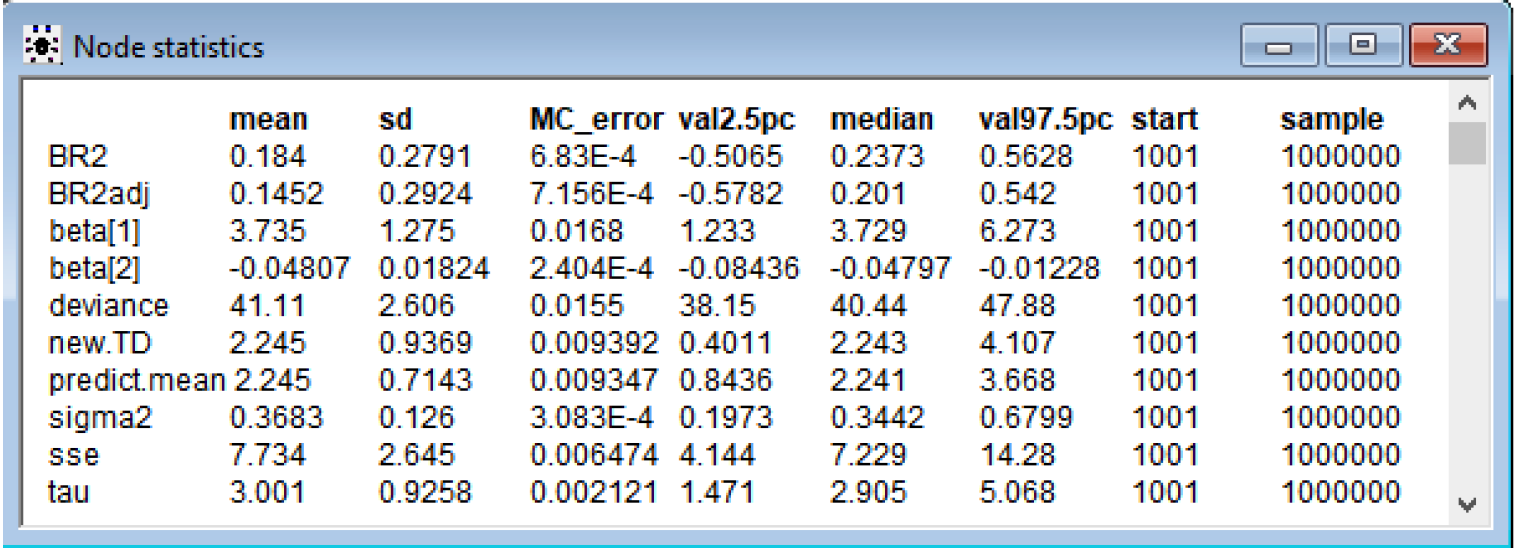 Node statistics
mean sd MC_error val2.5pc median val97.5pc start sample
BR2 0.184 0.2791 6.83E-4 -0.5065 0.2373 0.5628 1001 1000000
BR2adj 0.1452 0.2924 7.156E-4 -0.5782 0.201 0.542 1001 1000000
beta[1] 3.735 1.275 0.0168 1.233 3.729 6.273 1001 1000000
beta[2] -0.04807 0.01824 2.404E-4 -0.08436 -0.04797 -0.01228 1001 1000000
deviance 41.11 2.606 0.0155 38.15 40.44 47.88 1001 1000000
new.TD 2.245 0.9369 0.009392 0.4011 2.243 4.107 1001 1000000
predict.mean 2.245 0.7143 0.009347 0.8436 2.241 3.668 1001 1000000
sigma2 0.3683 0.126 3.083E-4 0.1973 0.3442 0.6799 1001 1000000
sse 7.734 2.645 0.006474 4.144 7.229 14.28 1001 1000000
tau 3.001 0.9258 0.002121 1.471 2.905 5.068 1001 1000000